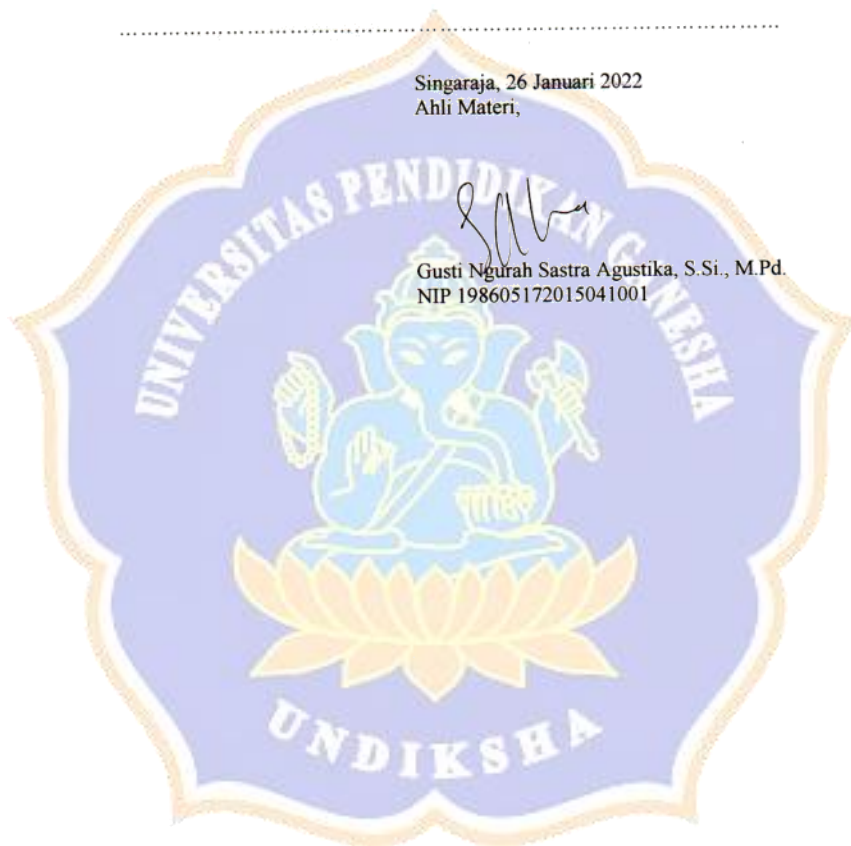 ……………………………………………………………………………………
Singaraja, 26 Januari 2022
Ahli Materi,
UNIVERSITAS PENDIDIKAN GANESHA
Gusti Ngurah Sastra Agustika, S.Si., M.Pd.
NIP 198605172015041001
UNDIKSHA